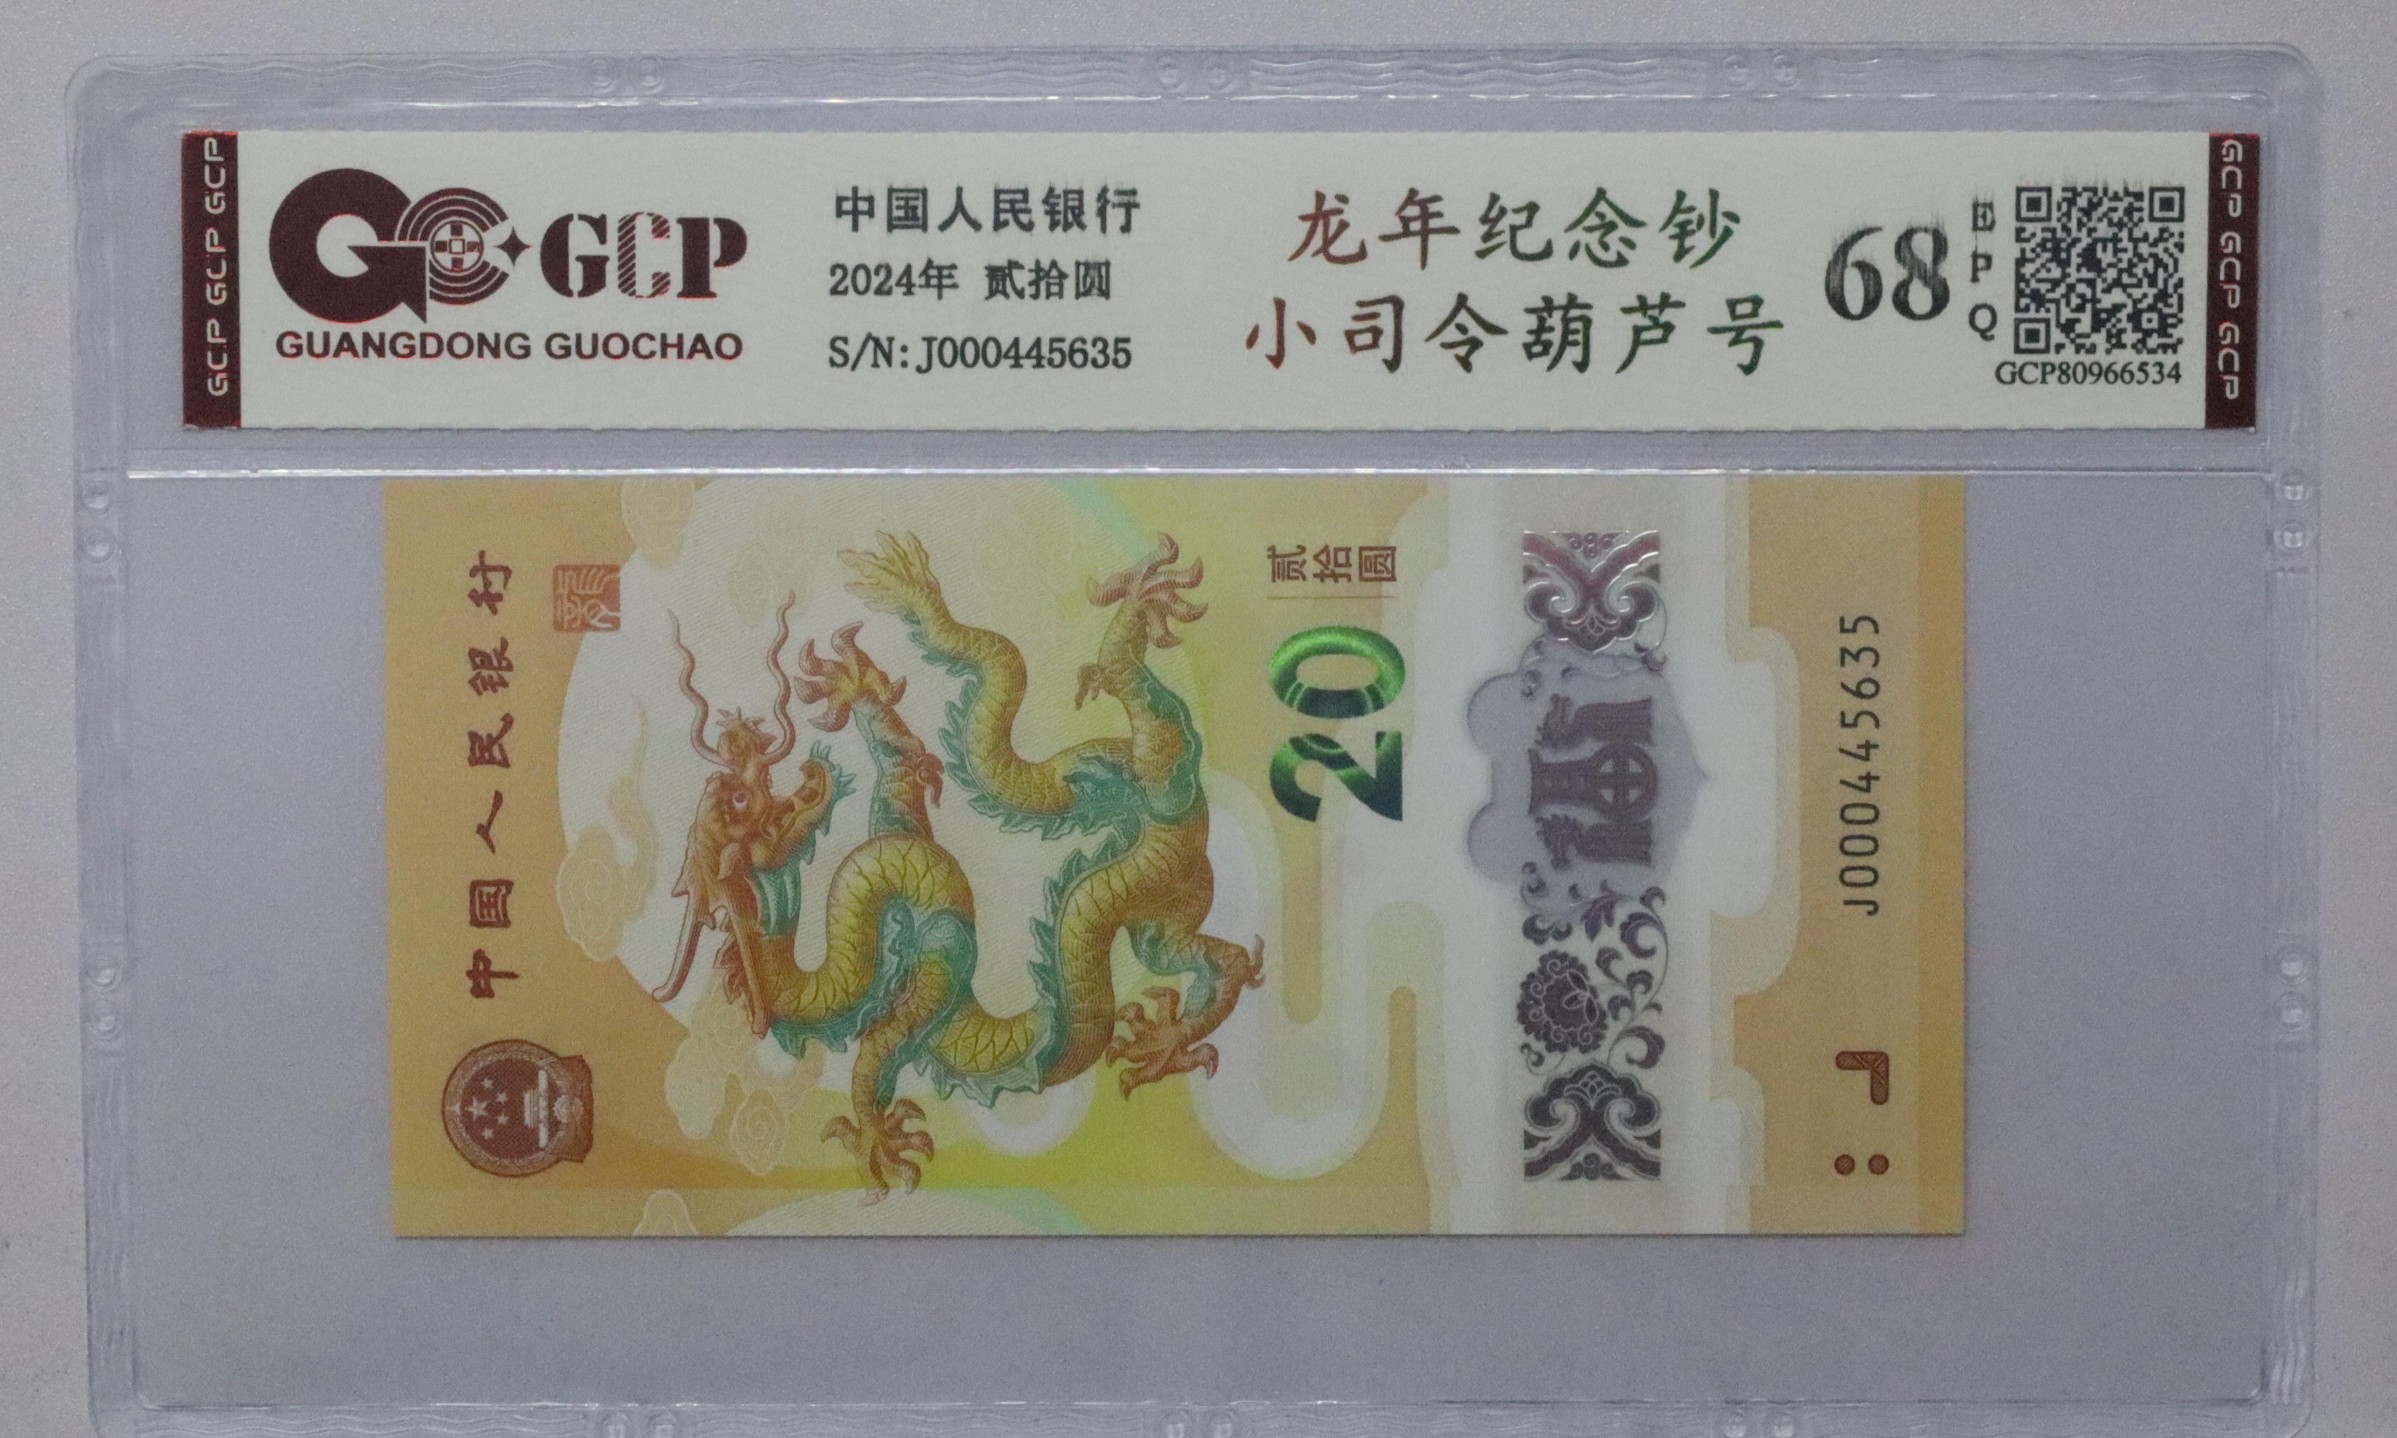 GCP GCP GCP
GCP
GUANGDONG GUOCHAO
中国人民银行
2024年 贰拾圆
S/N:J000445635
龙年纪念钞
小司令葫芦号
68
EPQ
GCP80966534
GCP GCP GCP
中国人民银行
贰拾圆
20
J000445635